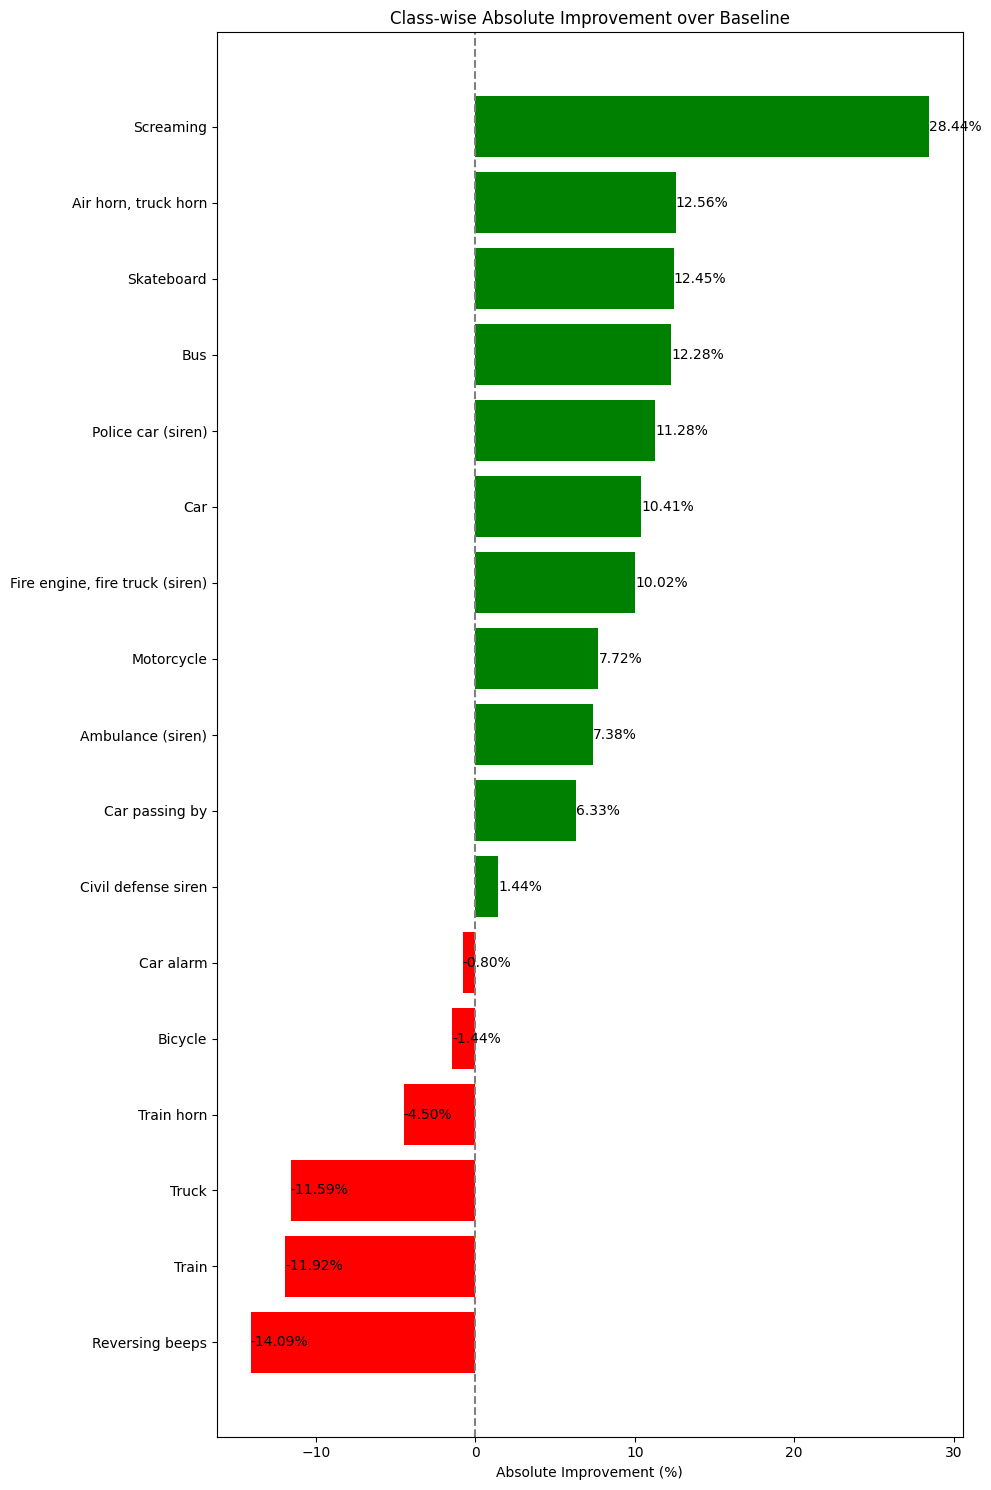 Class-wise Absolute Improvement over Baseline
Screaming 28.44%
Air horn, truck horn 12.56%
Skateboard 12.45%
Bus 12.28%
Police car (siren) 11.28%
Car 10.41%
Fire engine, fire truck (siren) 10.02%
Motorcycle 7.72%
Ambulance (siren) 7.38%
Car passing by 6.33%
Civil defense siren 1.44%
Car alarm -0.80%
Bicycle -1.44%
Train horn -4.50%
Truck -11.59%
Train -11.92%
Reversing beeps -14.09%
−10 0 10 20 30
Absolute Improvement (%)